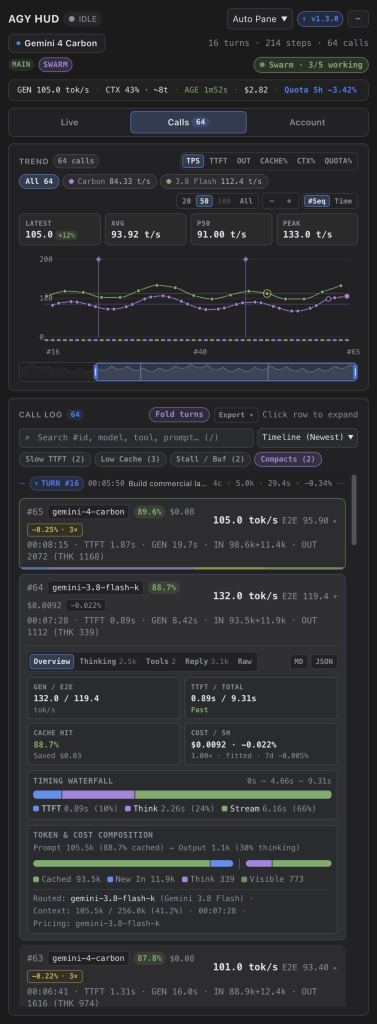 AGY HUD IDLE Auto Pane ▼ ↑ v1.3.0 ⋯
Gemini 4 Carbon 16 turns · 214 steps · 64 calls
MAIN SWARM Swarm · 3/5 working
GEN 105.0 tok/s · CTX 43% · ~8t · AGE 1m52s · $2.82 · Quota 5h −3.42%
Live Calls 64 Account
TREND 64 calls TPS TTFT OUT CACHE% CTX% QUOTA%
All 64 Carbon 84.33 t/s 3.8 Flash 112.4 t/s
20 50 100 All − + #Seq Time
LATEST AVG P50 PEAK
105.0 +12% 93.92 t/s 91.00 t/s 133.0 t/s
200
100
0
#16 #40 #65
CALL LOG 64 Fold turns Export ▾ Click row to expand
Search #id, model, tool, prompt… (/) Timeline (Newest) ▼
Slow TTFT (2) Low Cache (3) Stall / Buf (2) Compacts (2)
▾ TURN #16 00:05:50 Build commercial la… 4c · 5.0k · 29.4s · −0.34%
#65 gemini-4-carbon 89.6% $0.08 105.0 tok/s E2E 95.90 ▸
−0.25% · 3×
00:08:15 · TTFT 1.87s · GEN 19.7s · IN 98.6k+11.4k · OUT
2072 (THK 1168)
#64 gemini-3.8-flash-k 88.7% 132.0 tok/s E2E 119.4 ▾
$0.0092 −0.022%
00:07:28 · TTFT 0.89s · GEN 8.42s · IN 93.5k+11.9k · OUT
1112 (THK 339)
Overview Thinking 2.5k Tools 2 Reply 3.1k Raw MD JSON
GEN / E2E TTFT / TOTAL
132.0 / 119.4 0.89s / 9.31s
tok/s Fast
CACHE HIT COST / 5H
88.7% $0.0092 · −0.022%
Saved $0.03 1.00× · fitted · 7d −0.005%
TIMING WATERFALL 0s — 4.66s — 9.31s
TTFT 0.89s (10%) Think 2.26s (24%) Stream 6.16s (66%)
TOKEN & COST COMPOSITION
Prompt 105.5k (88.7% cached) → Output 1.1k (30% thinking)
Cached 93.5k New In 11.9k Think 339 Visible 773
Routed: gemini-3.8-flash-k (Gemini 3.8 Flash) ·
Context: 105.5k / 256.0k (41.2%) · 00:07:28 ·
Pricing: gemini-3.8-flash-k
#63 gemini-4-carbon 87.8% $0.08 101.0 tok/s E2E 93.40 ▸
−0.22% · 3×
00:06:41 · TTFT 1.31s · GEN 16.0s · IN 88.9k+12.4k · OUT
1616 (THK 974)